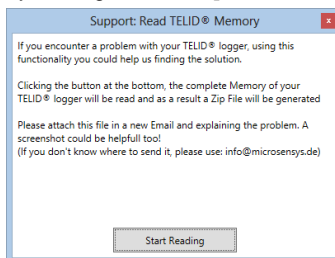 Support: Read TELID® Memory
x
If you encounter a problem with your TELID® logger, using this
functionality you could help us finding the solution.
Clicking the button at the bottom, the complete Memory of your
TELID® logger will be read and as a result a Zip File will be generated
Please attach this file in a new Email and explaining the problem. A
screenshot could be helpfull too!
(If you don't know where to send it, please use: info@microsensys.de)
Start Reading